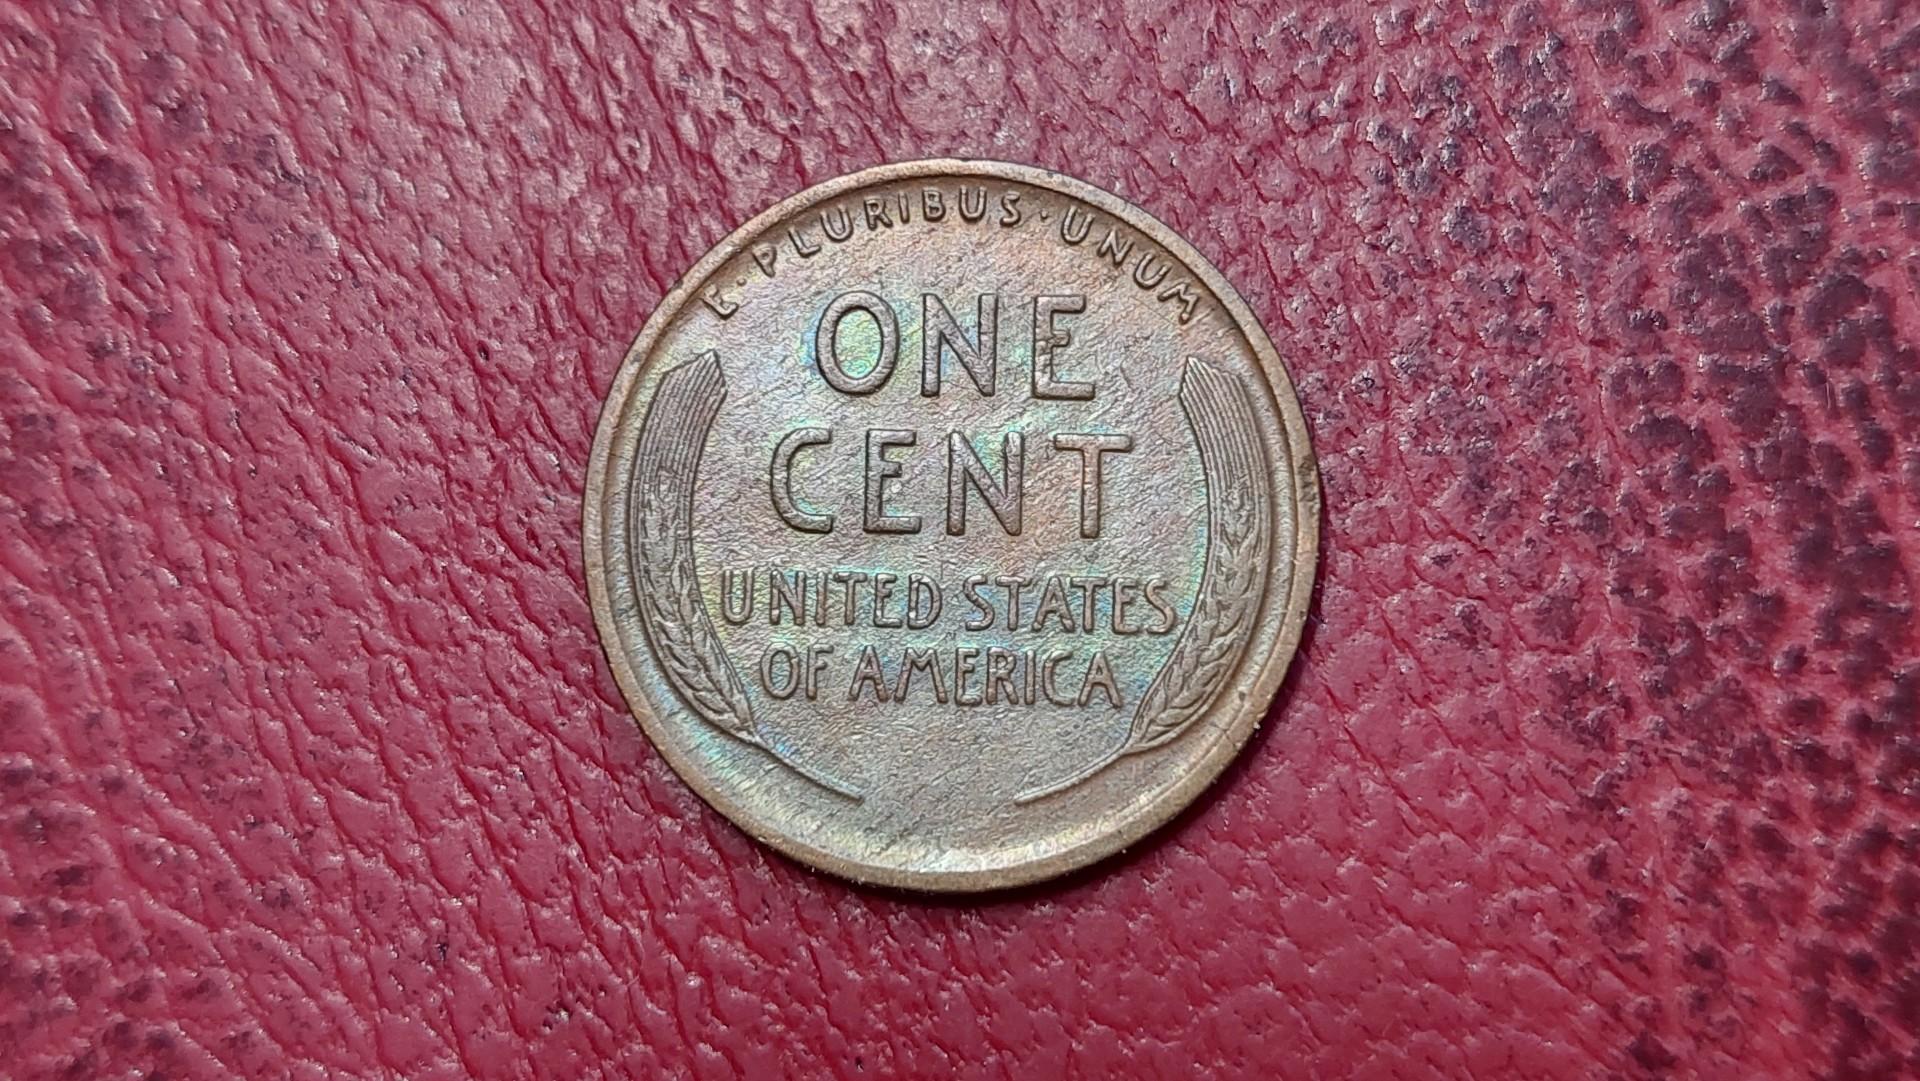 E·PLURIBUS·UNUM
ONE
CENT
UNITED STATES
OF AMERICA